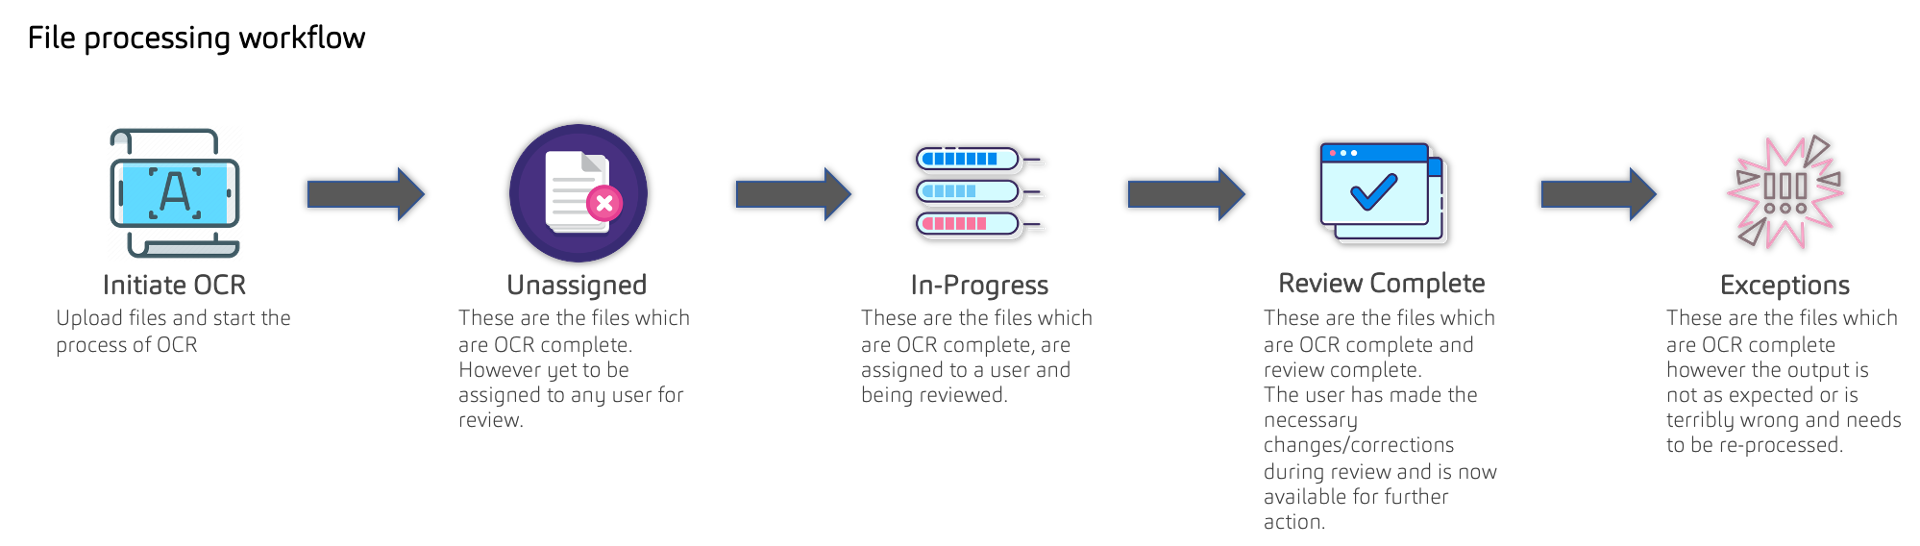 File processing workflow
A
Initiate OCR
Upload files and start the
process of OCR
Unassigned
These are the files which
are OCR complete.
However yet to be
assigned to any user for
review.
In-Progress
These are the files which
are OCR complete, are
assigned to a user and
being reviewed.
Review Complete
These are the files which
are OCR complete and
review complete.
The user has made the
necessary
changes/corrections
during review and is now
available for further
action.
!!!
Exceptions
These are the files which
are OCR complete
however the output is
not as expected or is
terribly wrong and needs
to be re-processed.